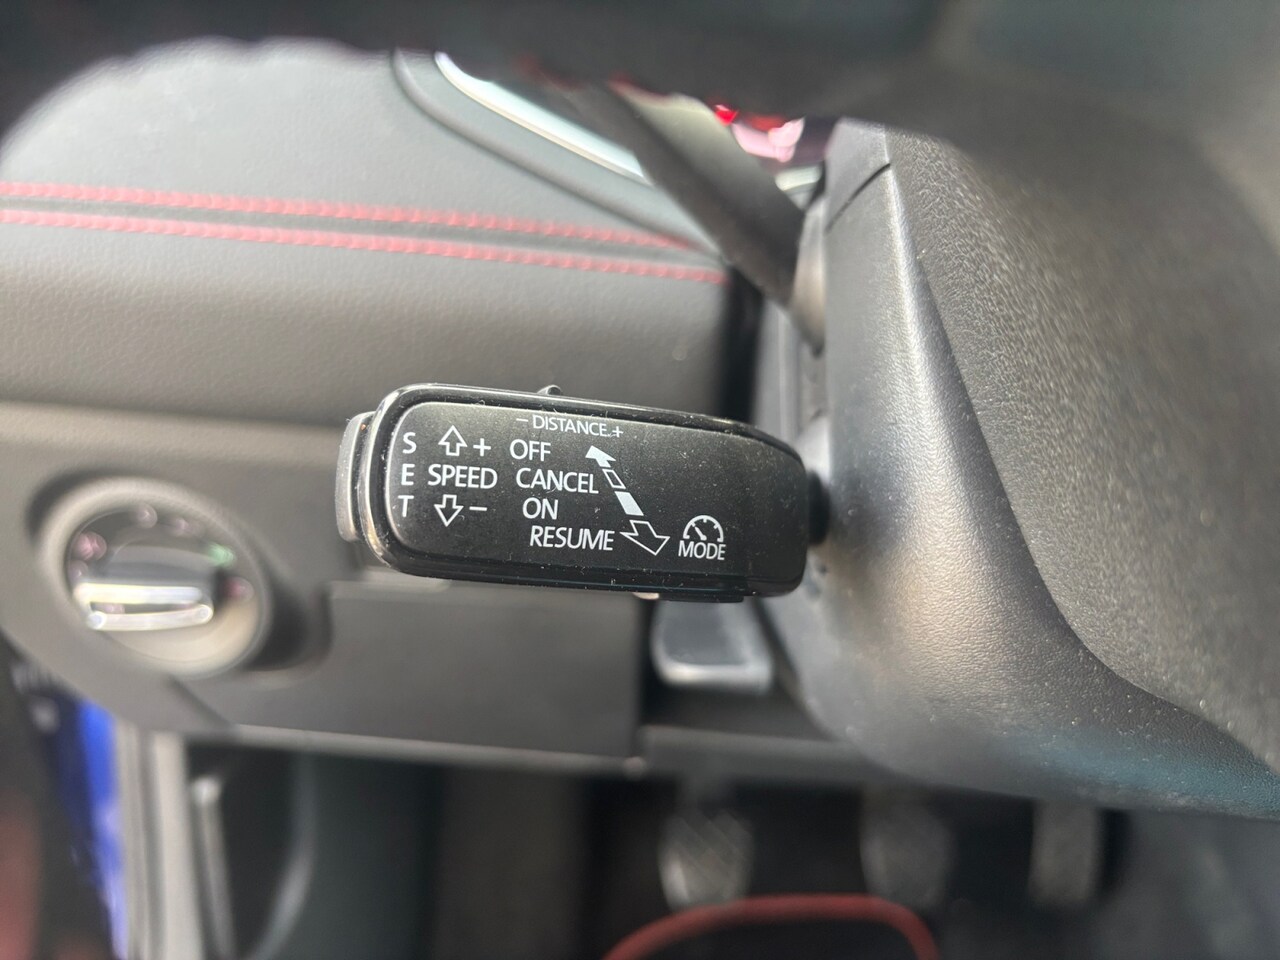 - DISTANCE +
S + OFF
E SPEED CANCEL
T - ON
RESUME
MODE